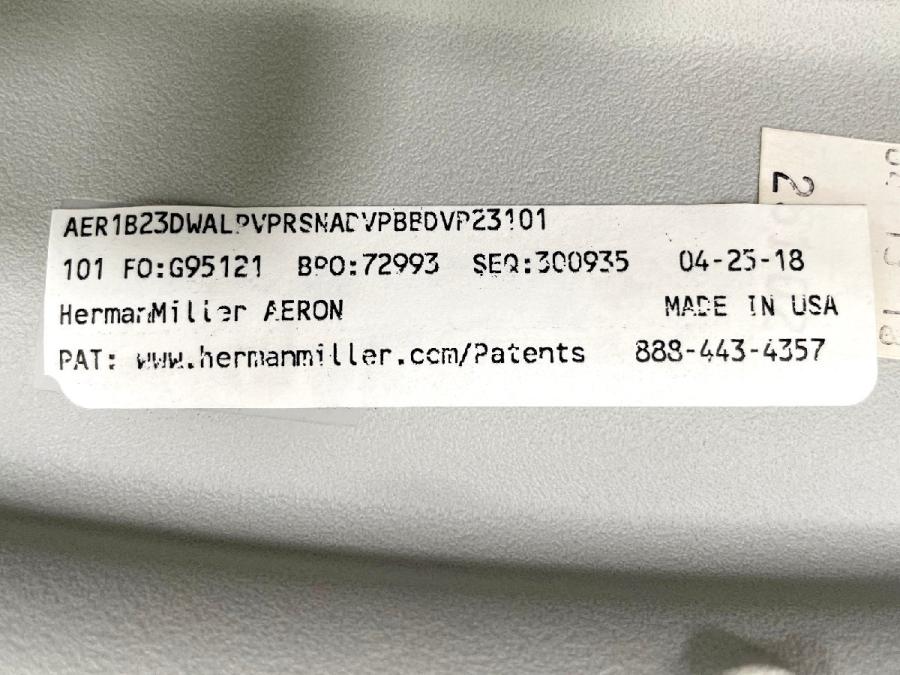 AER1B23DWALPVPRSNADVPBBDVP23101
101 FO:G95121 BPO:72993 SEQ:300935 04-25-18
HermanMiller AERON MADE IN USA
PAT: www.hermanmiller.com/Patents 888-443-4357